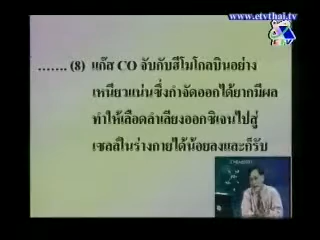 www.etvthai.tv
ETV
....... (8) แก๊ส CO จับกับฮีโมโกลบินอย่าง
เหนียวแน่นซึ่งกำจัดออกได้ยากมีผล
ทำให้เลือดลำเลียงออกซิเจนไปสู่
เซลล์ในร่างกายได้น้อยลงและก็รับ